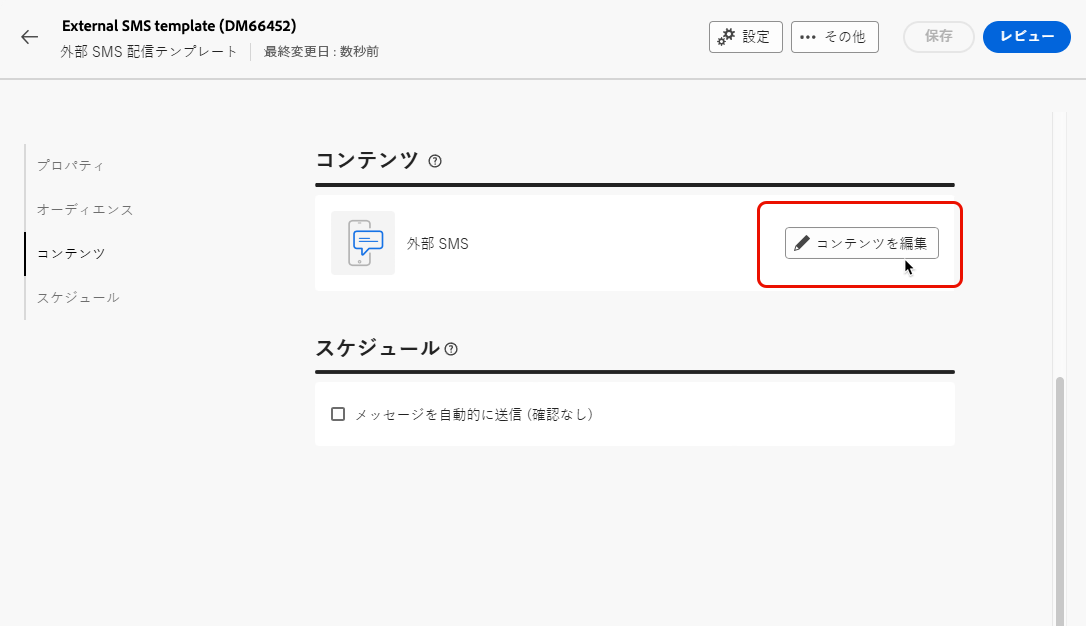 External SMS template (DM66452)
外部 SMS 配信テンプレート
最終変更日 : 数秒前
設定
その他
保存
レビュー
プロパティ
オーディエンス
コンテンツ
スケジュール
コンテンツ
外部 SMS
コンテンツを編集
スケジュール
メッセージを自動的に送信 (確認なし)